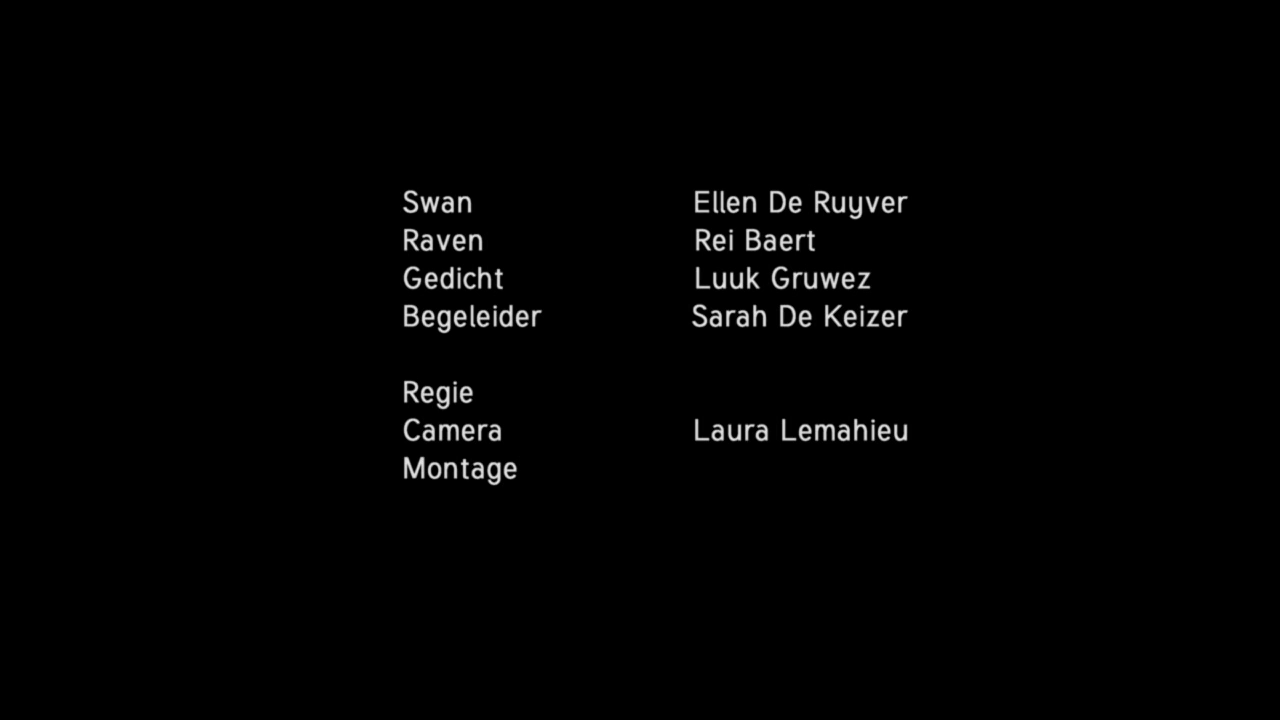 Swan Ellen De Ruyver
Raven Rei Baert
Gedicht Luuk Gruwez
Begeleider Sarah De Keizer
Regie
Camera Laura Lemahieu
Montage